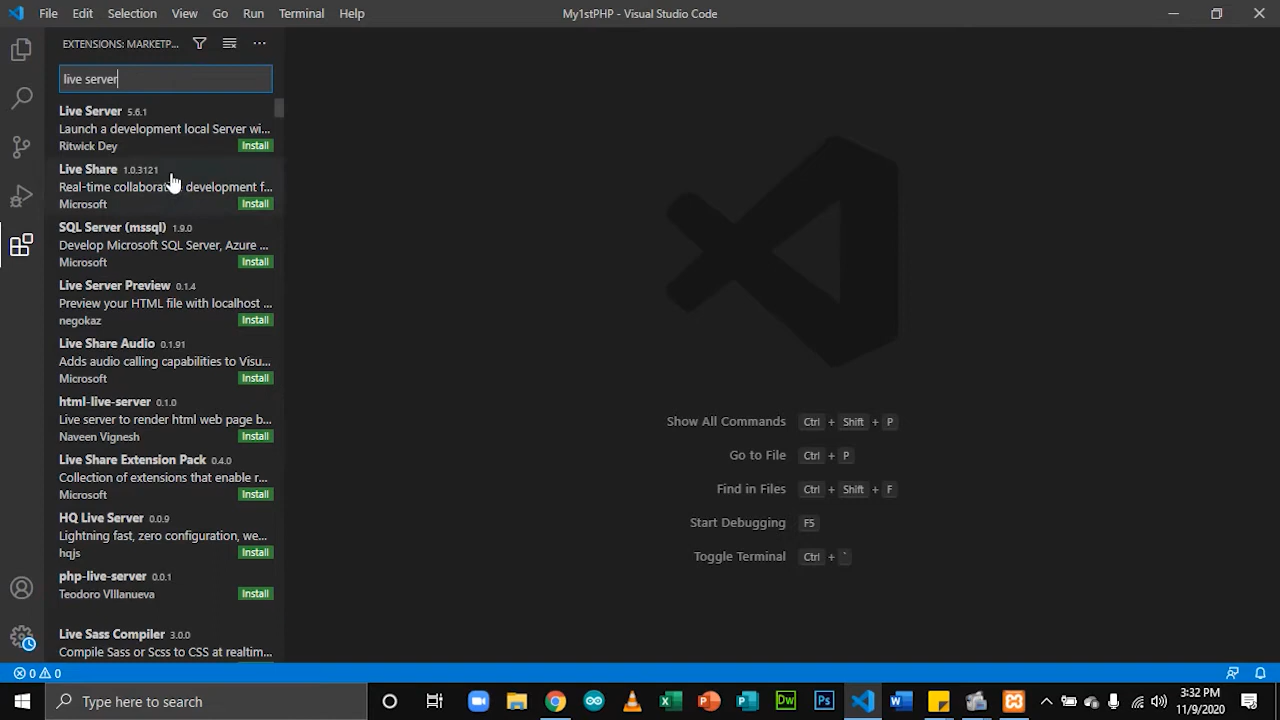 File Edit Selection View Go Run Terminal Help
My1stPHP - Visual Studio Code
EXTENSIONS: MARKETP...
live server
Live Server 5.6.1
Launch a development local Server wi...
Ritwick Dey Install
Live Share 1.0.3121
Real-time collaborat development f...
Microsoft Install
SQL Server (mssql) 1.9.0
Develop Microsoft SQL Server, Azure ...
Microsoft Install
Live Server Preview 0.1.4
Preview your HTML file with localhost ...
negokaz Install
Live Share Audio 0.1.91
Adds audio calling capabilities to Visu...
Microsoft Install
html-live-server 0.1.0
Live server to render html web page b...
Naveen Vignesh Install
Live Share Extension Pack 0.4.0
Collection of extensions that enable r...
Microsoft Install
HQ Live Server 0.0.9
Lightning fast, zero configuration, we...
hqjs Install
php-live-server 0.0.1
Teodoro VIllanueva Install
Live Sass Compiler 3.0.0
Compile Sass or Scss to CSS at realtim...
Show All Commands Ctrl + Shift + P
Go to File Ctrl + P
Find in Files Ctrl + Shift + F
Start Debugging F5
Toggle Terminal Ctrl + `
0 0
Type here to search
Dw
Ps
3:32 PM
11/9/2020